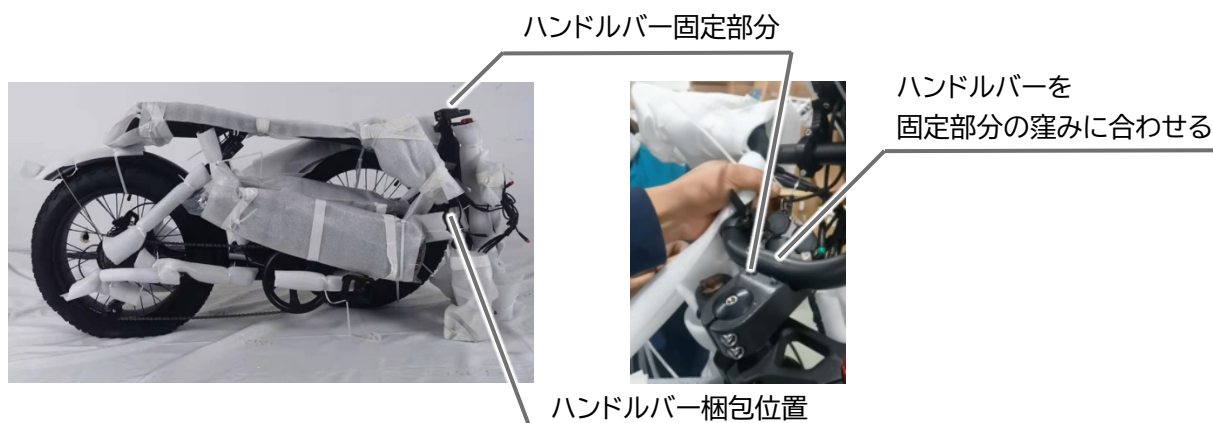 ハンドルバー固定部分
ハンドルバーを
固定部分の窪みに合わせる
ハンドルバー梱包位置